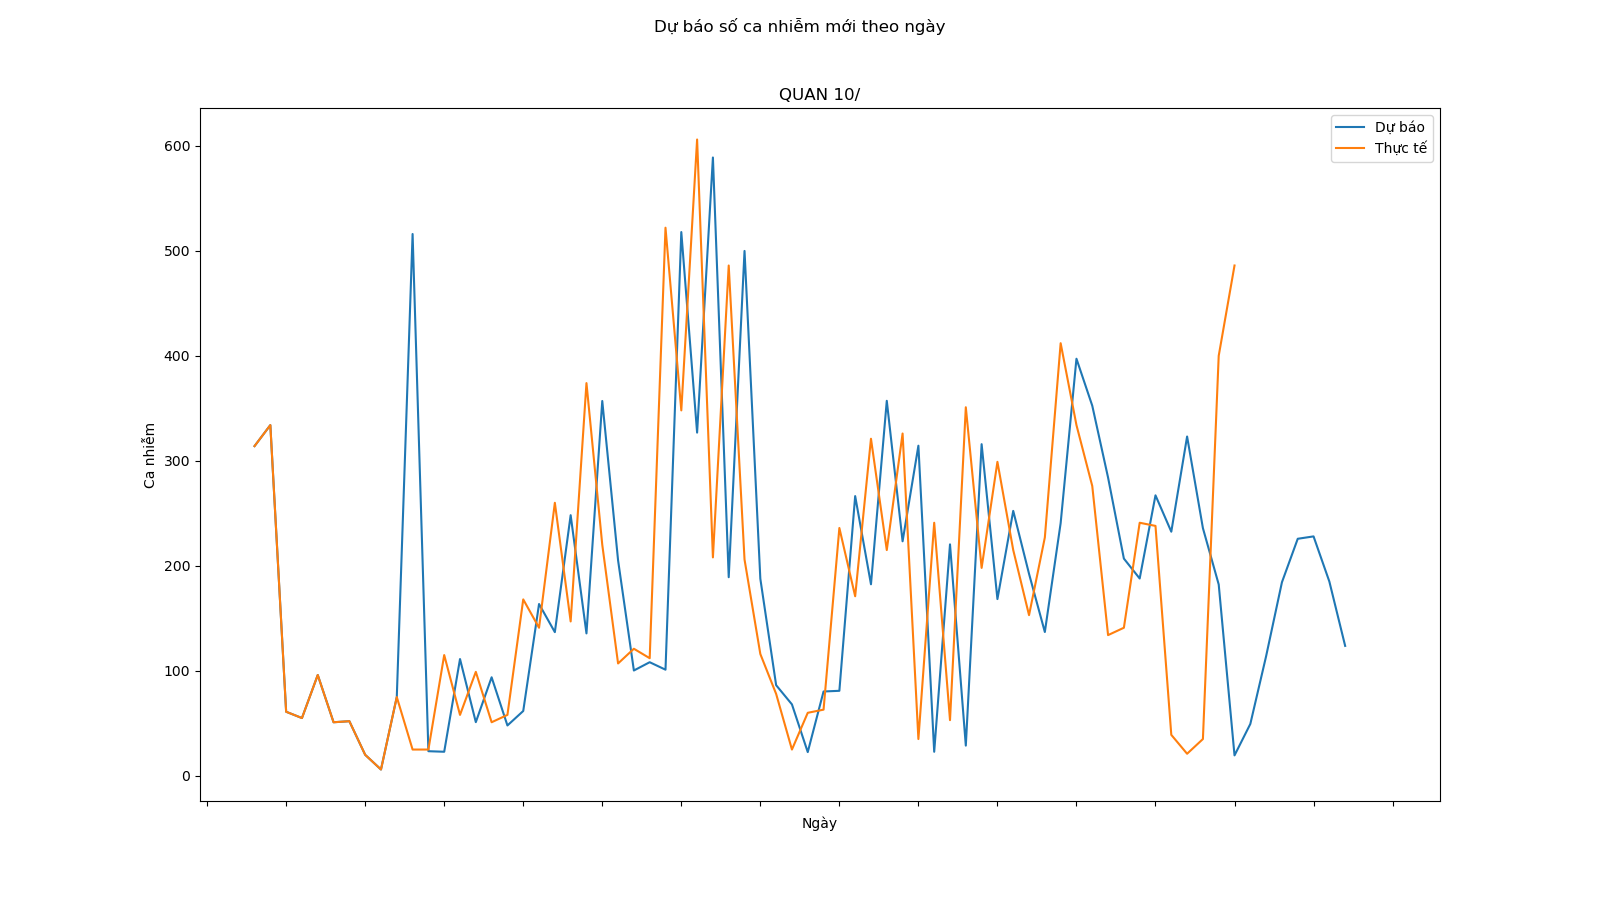 Dự báo số ca nhiễm mới theo ngày
QUAN 10/
Dự báo
Thực tế
600
500
400
300
200
100
0
Ca nhiễm
Ngày